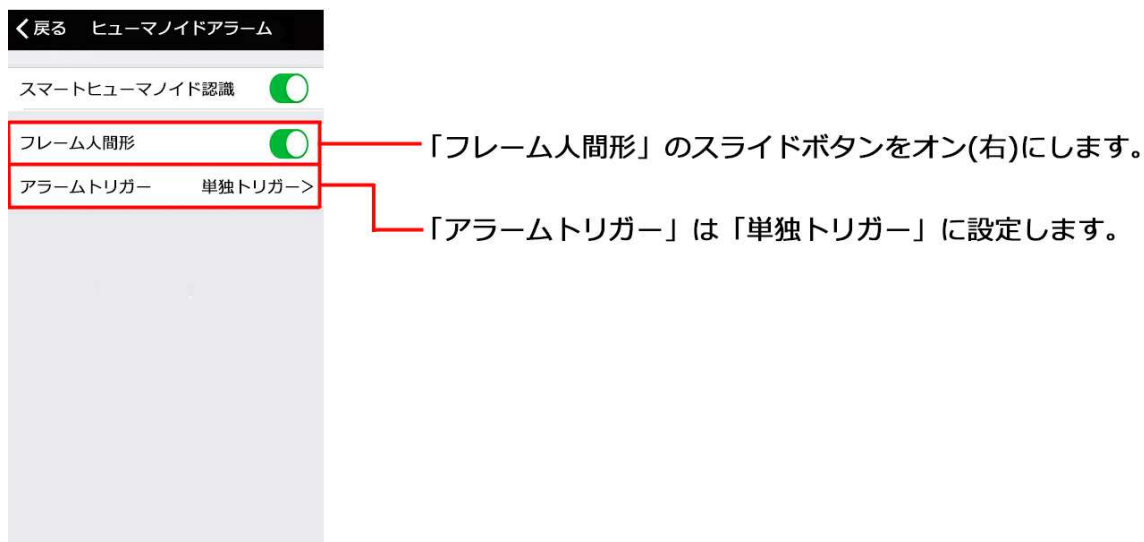 く戻る ヒューマノイドアラーム
スマートヒューマノイド認識
フレーム人間形
「フレーム人間形」のスライドボタンをオン(右)にします。
アラームトリガー 単独トリガー>
「アラームトリガー」は「単独トリガー」に設定します。